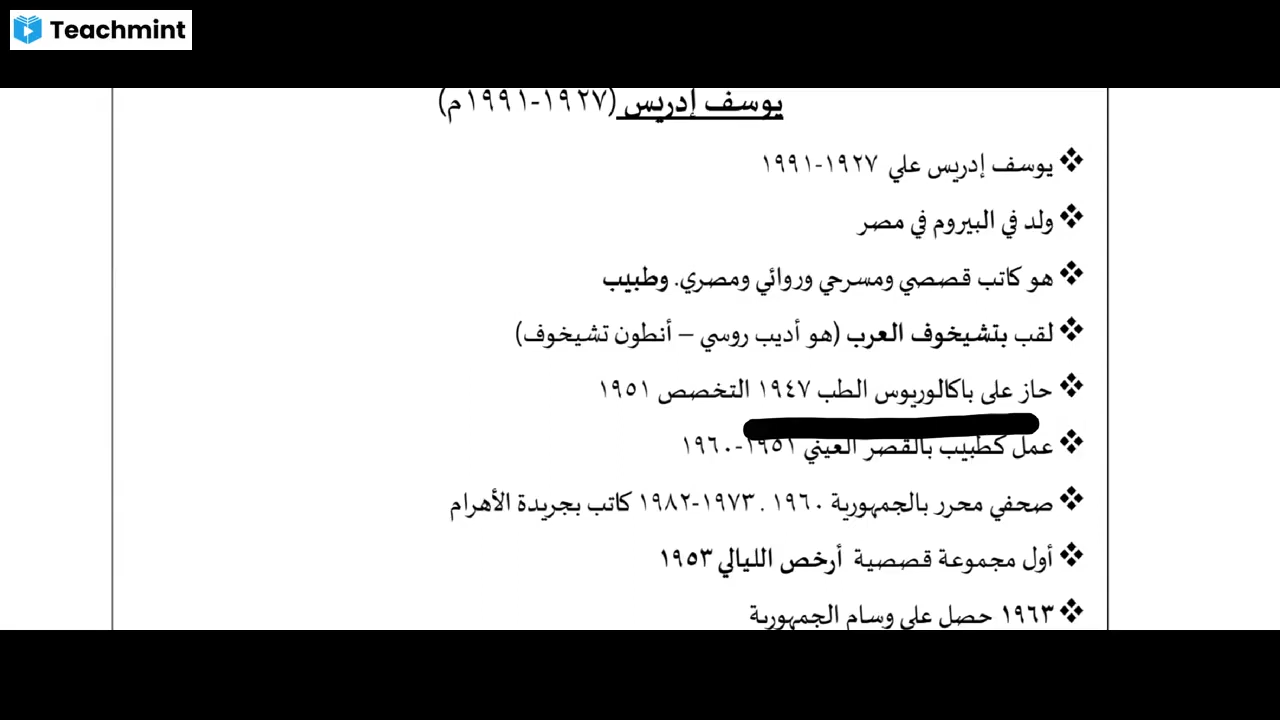 Teachmint
يوسف إدريس (١٩٢٧-١٩٩١م)
❖ يوسف إدريس علي ١٩٢٧-١٩٩١
❖ ولد في البيروم في مصر
❖ هو كاتب قصصي ومسرحي وروائي ومصري. وطبيب
❖ لقب بتشيخوف العرب (هو أديب روسي – أنطون تشيخوف)
❖ حاز على باكالوريوس الطب ١٩٤٧ التخصص ١٩٥١
❖ عمل كطبيب بالقصر العيني ١٩٥١-١٩٦٠
❖ صحفي محرر بالجمهورية ١٩٦٠ . ١٩٧٣-١٩٨٢ كاتب بجريدة الأهرام
❖ أول مجموعة قصصية أرخص الليالي ١٩٥٣
❖ ١٩٦٣ حصل على وسام الجمهورية